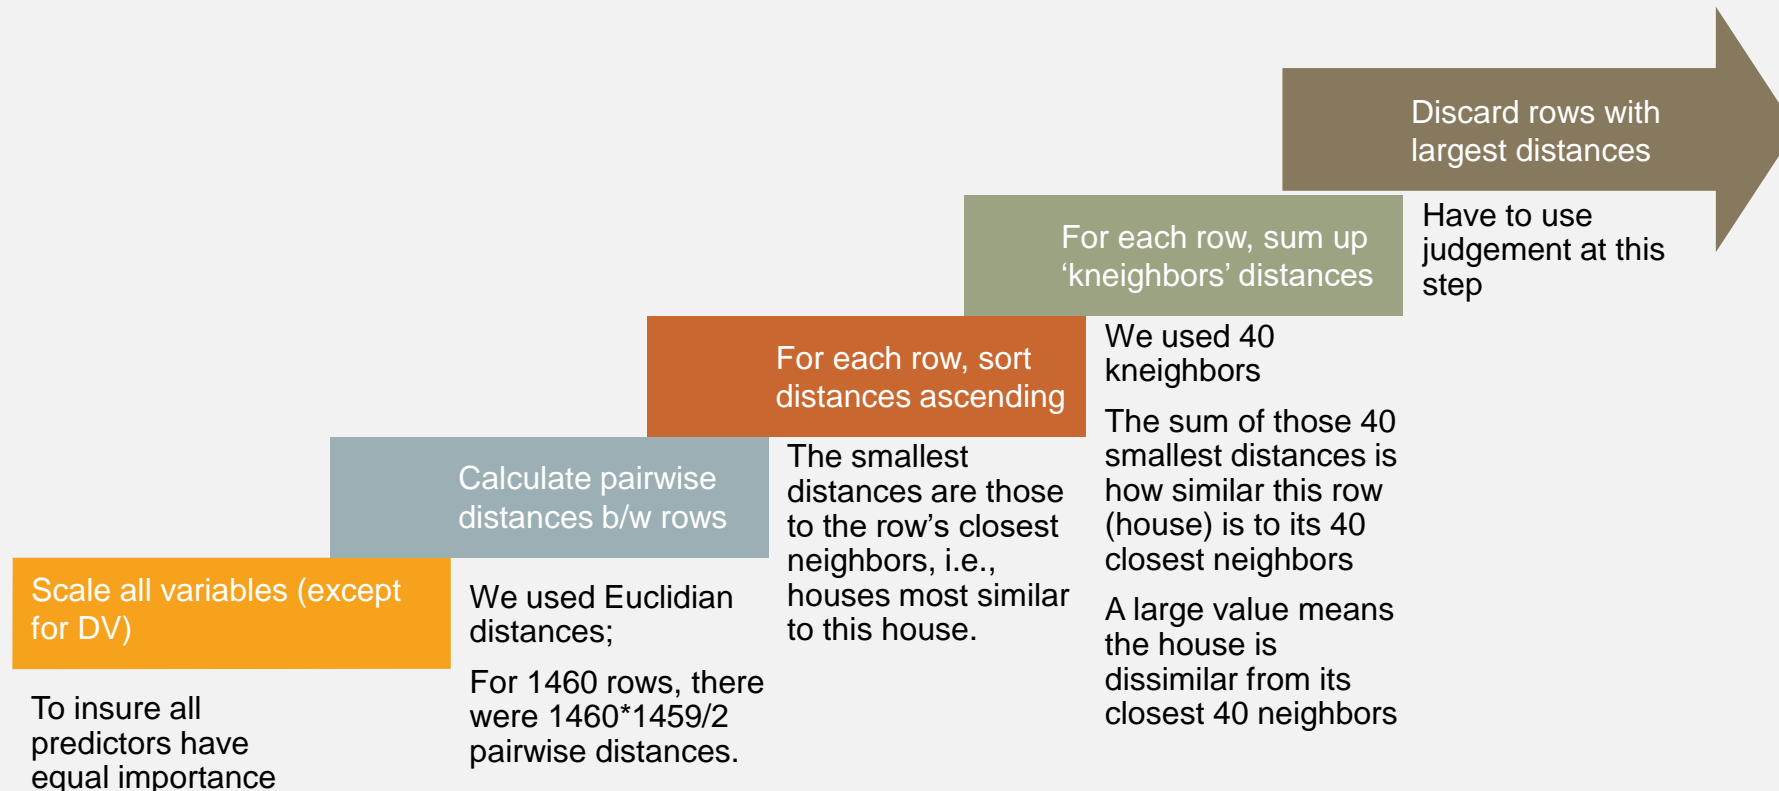 Scale all variables (except
for DV)
To insure all
predictors have
equal importance
Calculate pairwise
distances b/w rows
We used Euclidian
distances;
For 1460 rows, there
were 1460*1459/2
pairwise distances.
For each row, sort
distances ascending
The smallest
distances are those
to the row’s closest
neighbors, i.e.,
houses most similar
to this house.
For each row, sum up
‘kneighbors’ distances
We used 40
kneighbors
The sum of those 40
smallest distances is
how similar this row
(house) is to its 40
closest neighbors
A large value means
the house is
dissimilar from its
closest 40 neighbors
Discard rows with
largest distances
Have to use
judgement at this
step